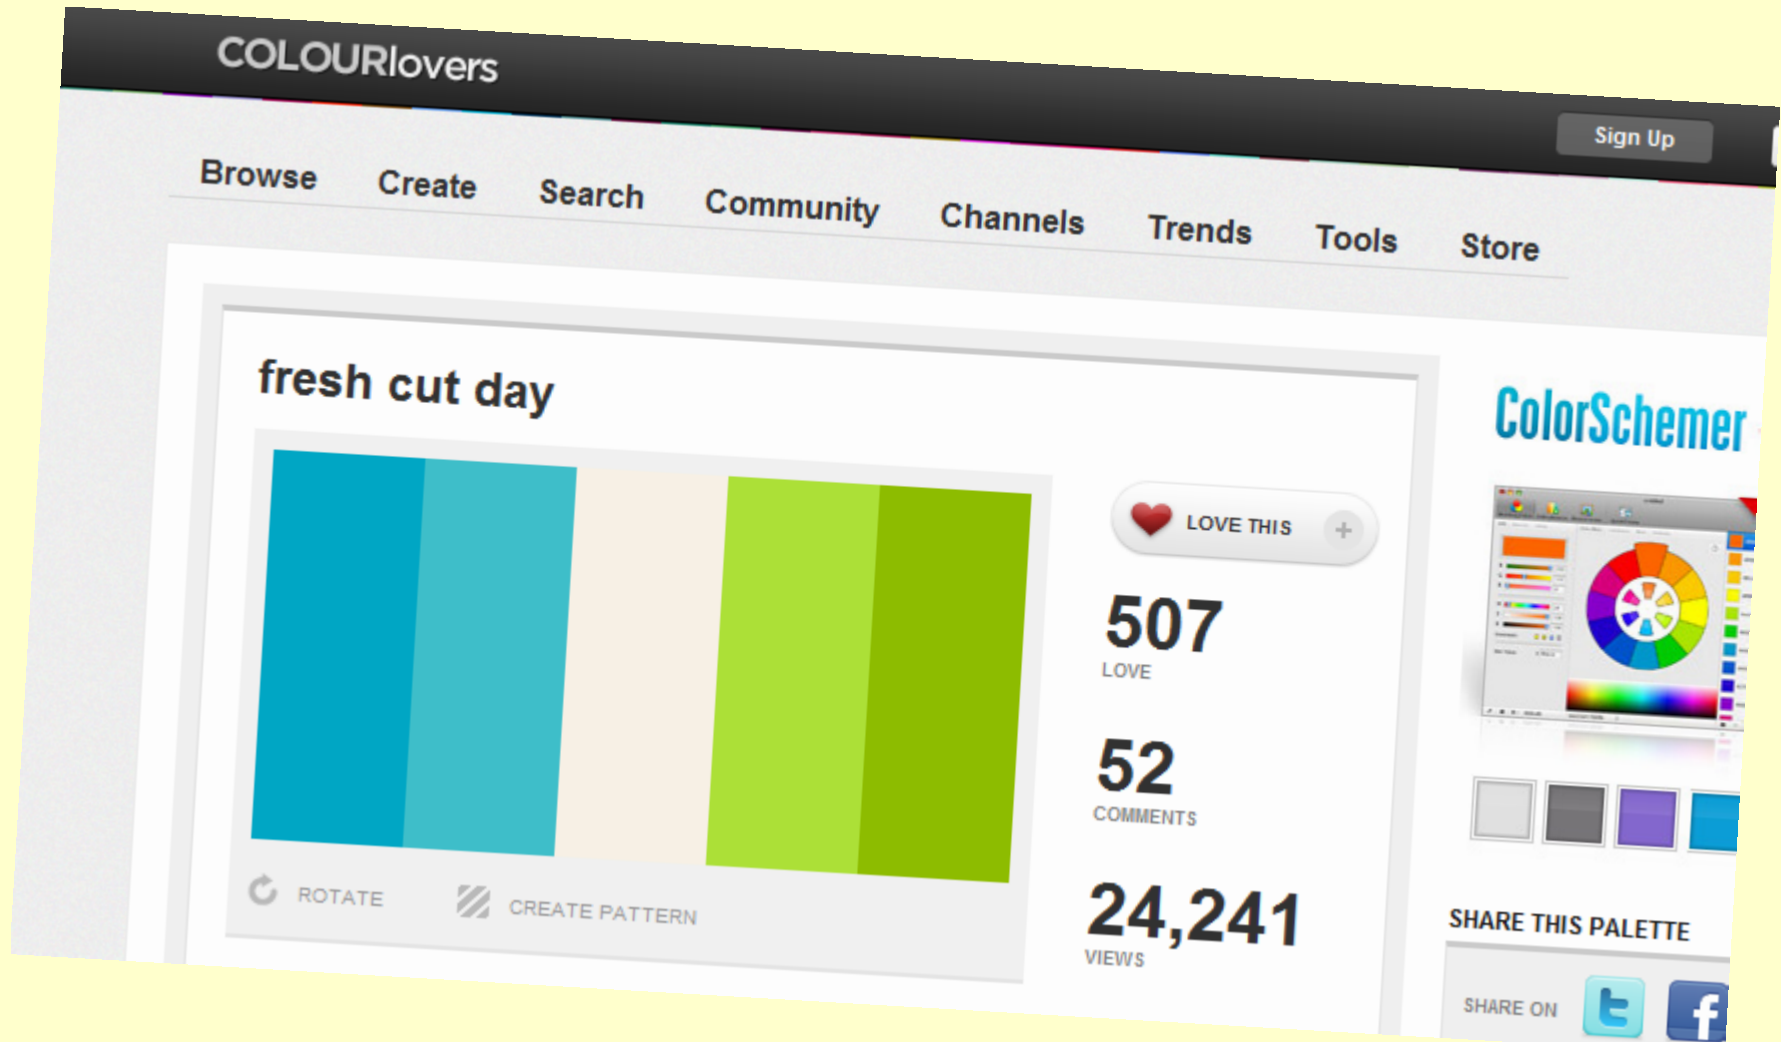 COLOURlovers
Sign Up
Browse Create Search Community Channels Trends Tools Store
fresh cut day
ColorSchemer
LOVE THIS +
507
LOVE
52
COMMENTS
24,241
VIEWS
ROTATE CREATE PATTERN
SHARE THIS PALETTE
SHARE ON